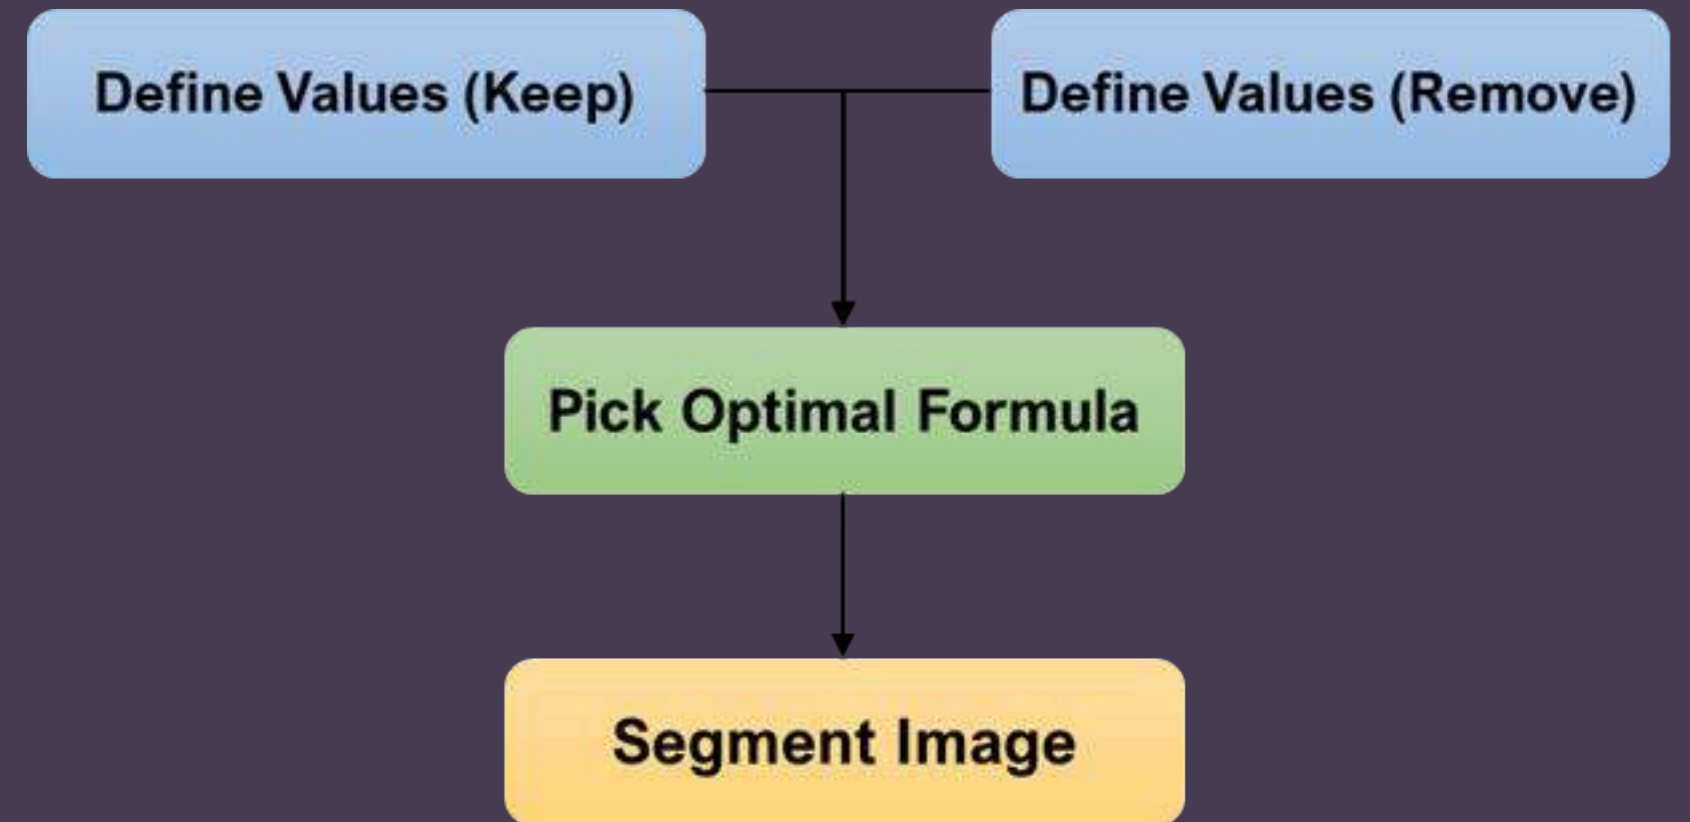 Define Values (Keep)
Define Values (Remove)
Pick Optimal Formula
Segment Image